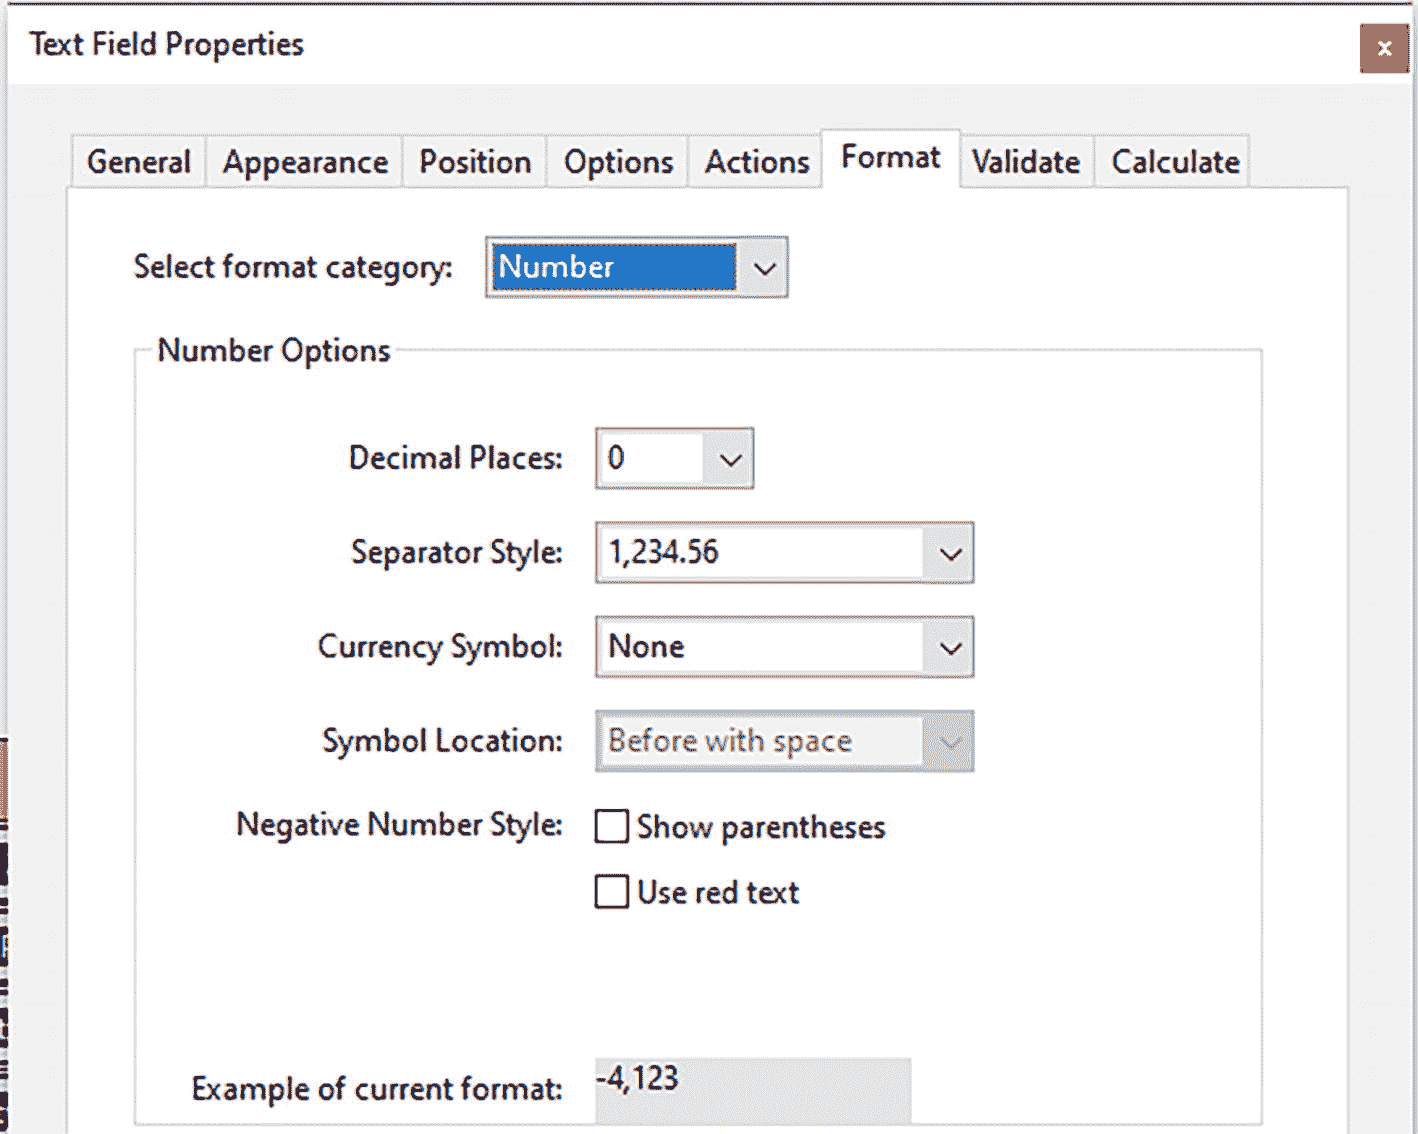 Text Field Properties
x
General Appearance Position Options Actions Format Validate Calculate
Select format category: Number
Number Options
Decimal Places: 0
Separator Style: 1,234.56
Currency Symbol: None
Symbol Location: Before with space
Negative Number Style: Show parentheses
Use red text
Example of current format: -4,123